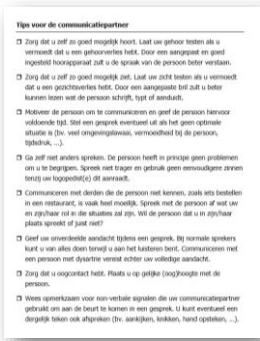 Tips voor de communicatiepartner
❒ Zorg dat u zelf zo goed mogelijk hoort. Laat uw gehoor testen als u
vermoedt dat u een gehoorverlies hebt. Door een aangepast en goed
ingesteld hoorapparaat zult u de spraak van de persoon beter verstaan.
❒ Zorg dat u zelf zo goed mogelijk ziet. Laat uw zicht testen als u vermoedt
dat u een gezichtsverlies hebt. Door een aangepaste bril zult u beter
kunnen lezen wat de persoon schrijft, typt of aanduidt.
❒ Motiveer de persoon om te communiceren en geef de persoon hiervoor
voldoende tijd. Stel een gesprek eventueel uit als het geen optimale
situatie is (bv. veel omgevingslawaai, vermoeidheid bij de persoon,
tijdsdruk, ...).
❒ Ga zelf niet anders spreken. De persoon heeft in principe geen problemen
om u te begrijpen. Spreek niet trager en gebruik geen eenvoudigere zinnen
tenzij uw logopedist(e) dit aanraadt.
❒ Communiceren met derden die de persoon niet kennen, zoals iets bestellen
in een restaurant, is vaak heel moeilijk. Spreek met de persoon af wat uw
en zijn/haar rol in die situaties zal zijn. Wil de persoon dat u in zijn/haar
plaats spreekt of juist niet?
❒ Geef uw onverdeelde aandacht tijdens een gesprek. Bij normale sprekers
kunt u van alles doen terwijl u aan het luisteren bent. Communiceren met
een persoon met dysartrie vereist echter uw volledige aandacht.
❒ Zorg dat u oogcontact hebt. Plaats u op gelijke (oog)hoogte met de
persoon.
❒ Wees opmerkzaam voor non-verbale signalen die uw communicatiepartner
gebruikt om aan de beurt te komen in een gesprek. U kunt eventueel een
dergelijk teken ook afspreken (bv. aankijken, knikken, hand opsteken, ...).